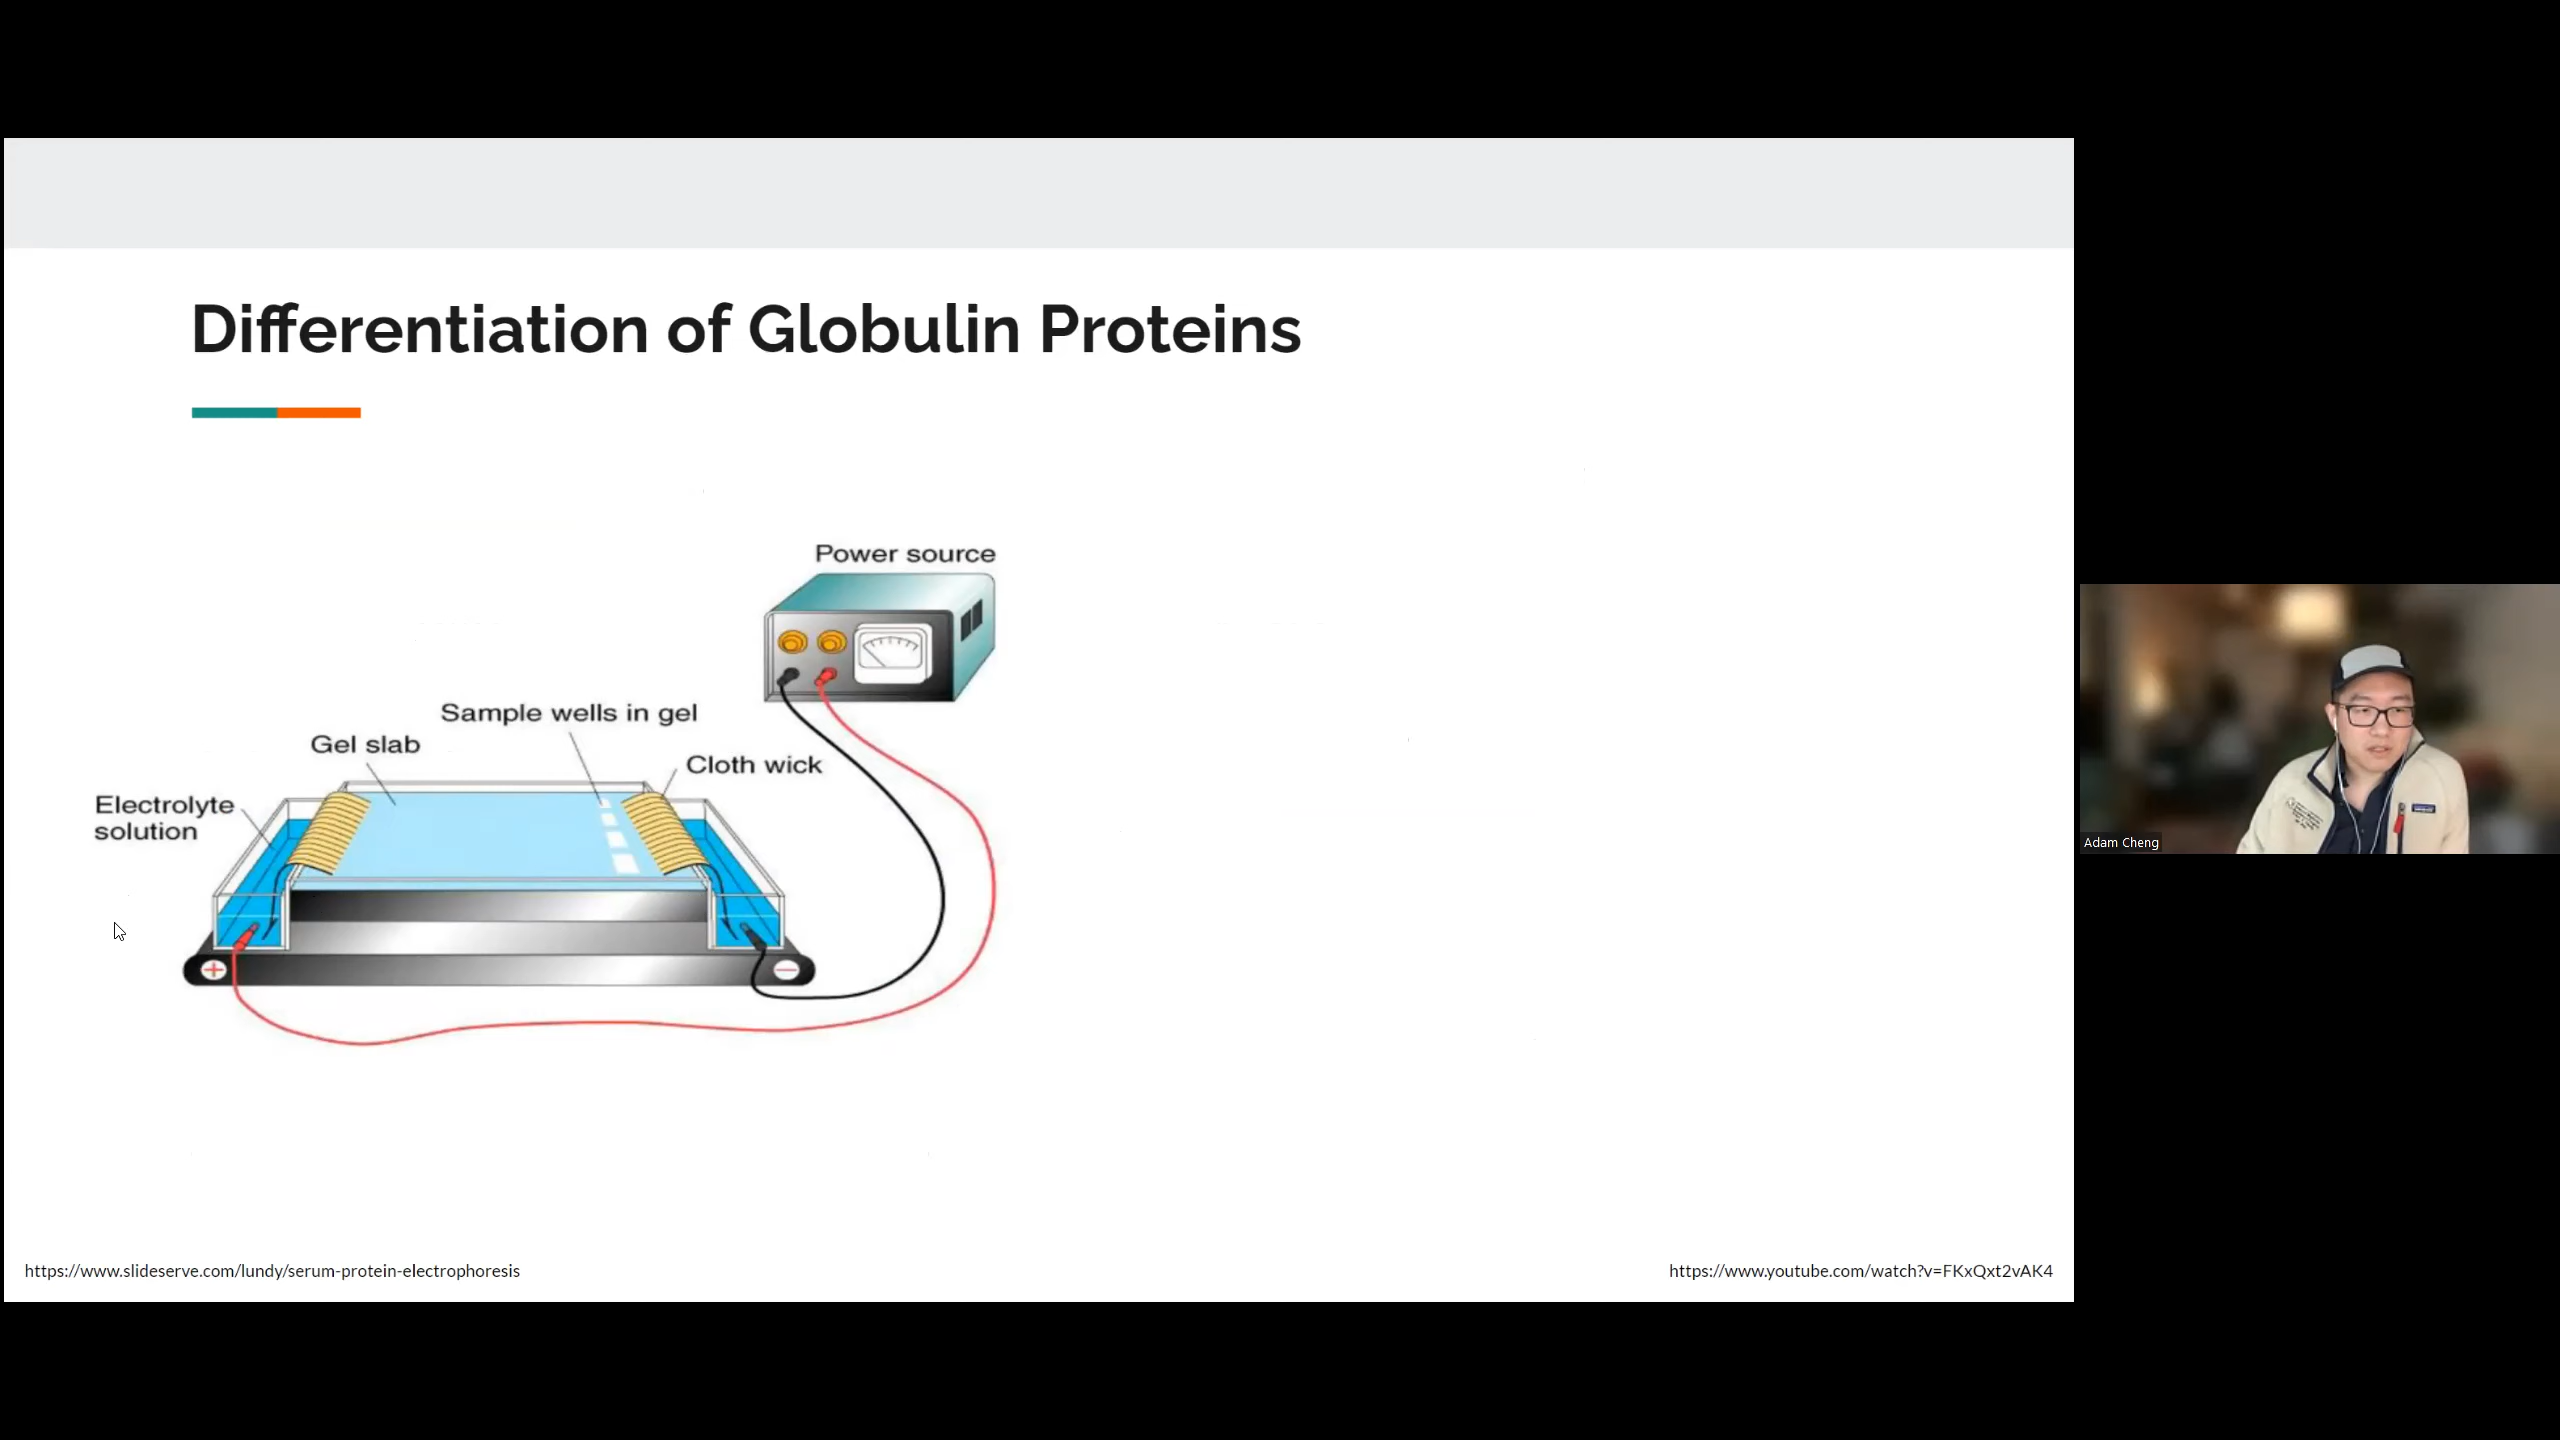 Differentiation of Globulin Proteins
Power source
Sample wells in gel
Gel slab
Cloth wick
Electrolyte
solution
+
−
Adam Cheng
https://www.slideserve.com/lundy/serum-protein-electrophoresis
https://www.youtube.com/watch?v=FKxQxt2vAK4